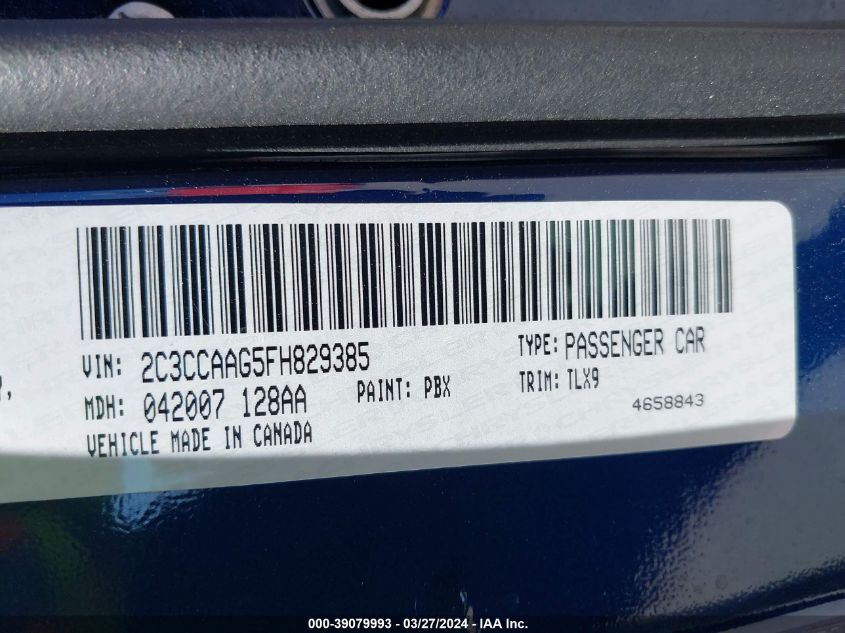 VIN: 2C3CCAAG5FH829385 TYPE: PASSENGER CAR
MDH: 042007 128AA PAINT: PBX TRIM: TLX9
VEHICLE MADE IN CANADA 4658843
000-39079993 - 03/27/2024 - IAA Inc.